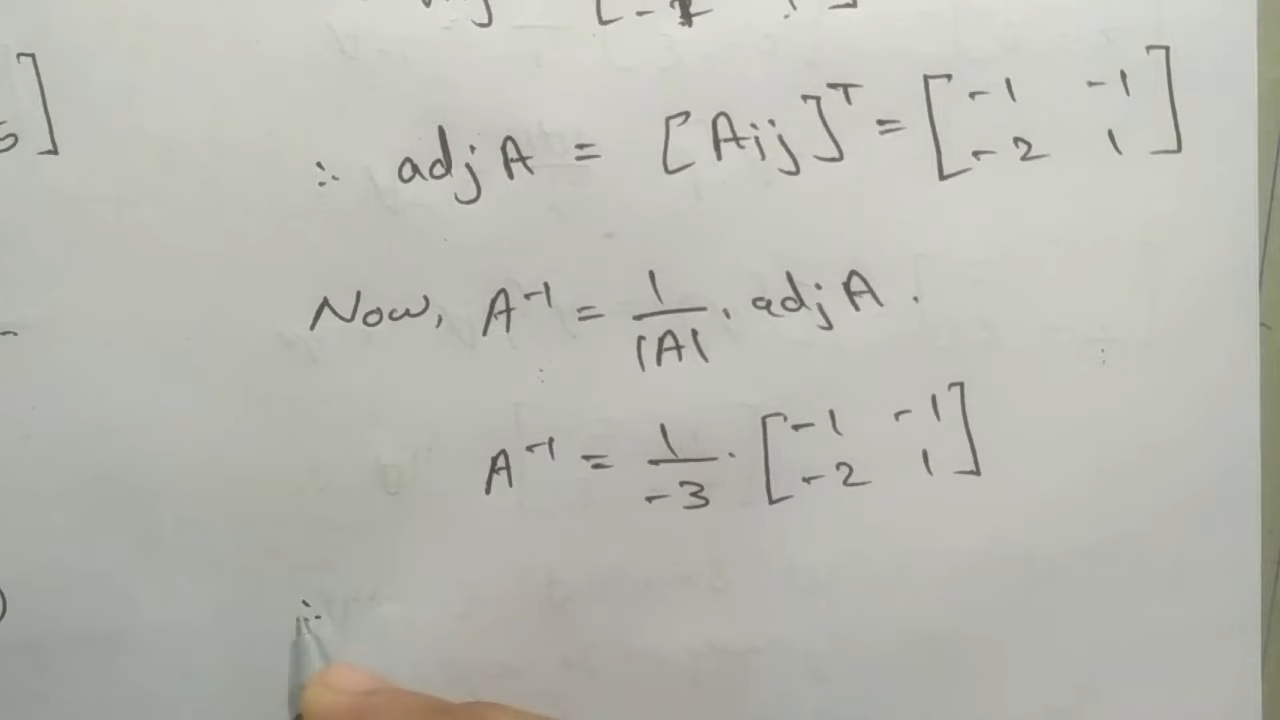 ∴ adj A = [Aij]ᵀ = [-1 -1
-2 1]
Now, A⁻¹ = 1/|A| . adj A .
A⁻¹ = 1/-3 . [-1 -1
-2 1]
∴